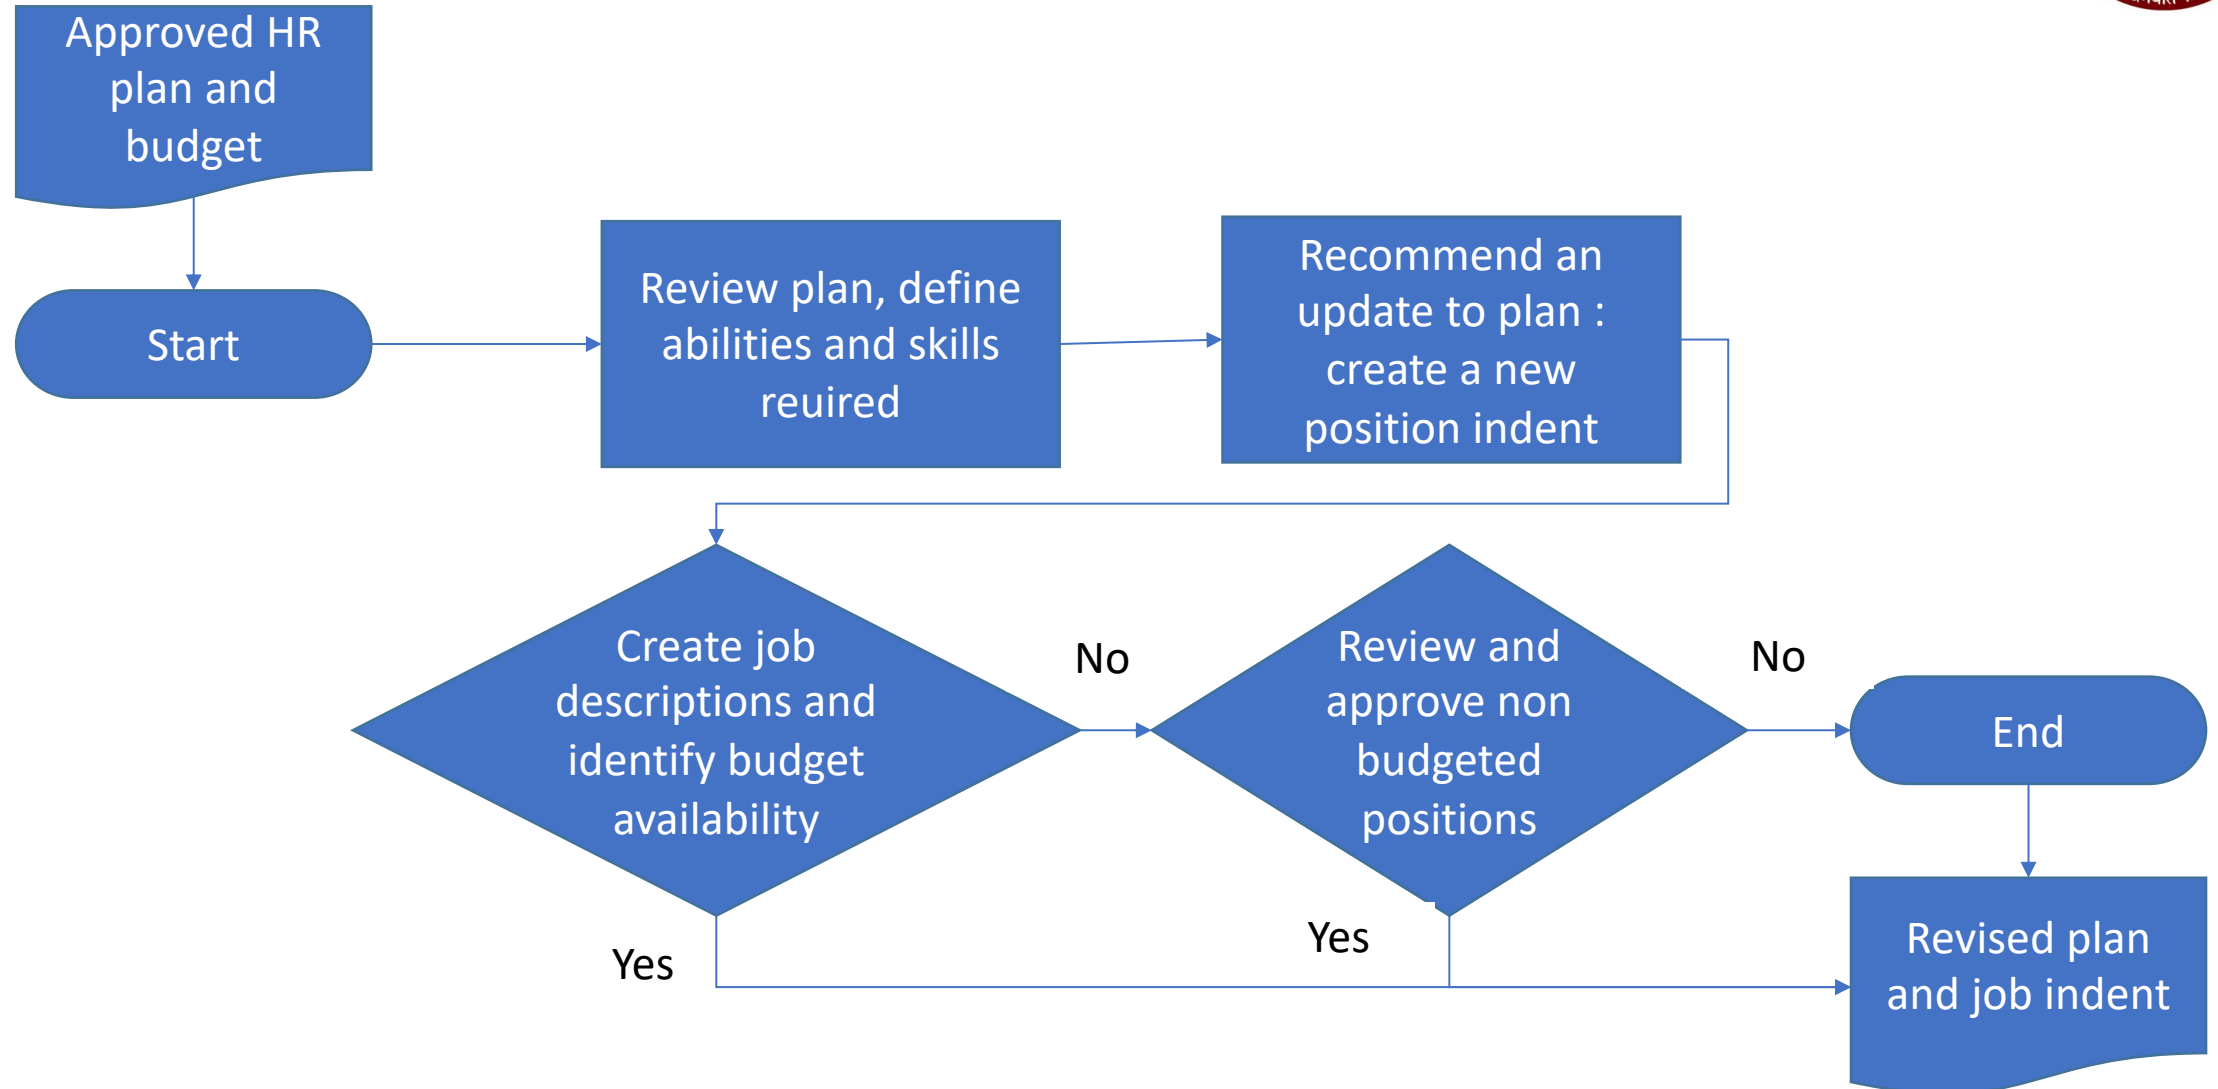 Approved HR
plan and
budget
Start
Review plan, define
abilities and skills
reuired
Recommend an
update to plan :
create a new
position indent
Create job
descriptions and
identify budget
availability
No
Review and
approve non
budgeted
positions
No
End
Yes
Yes
Revised plan
and job indent